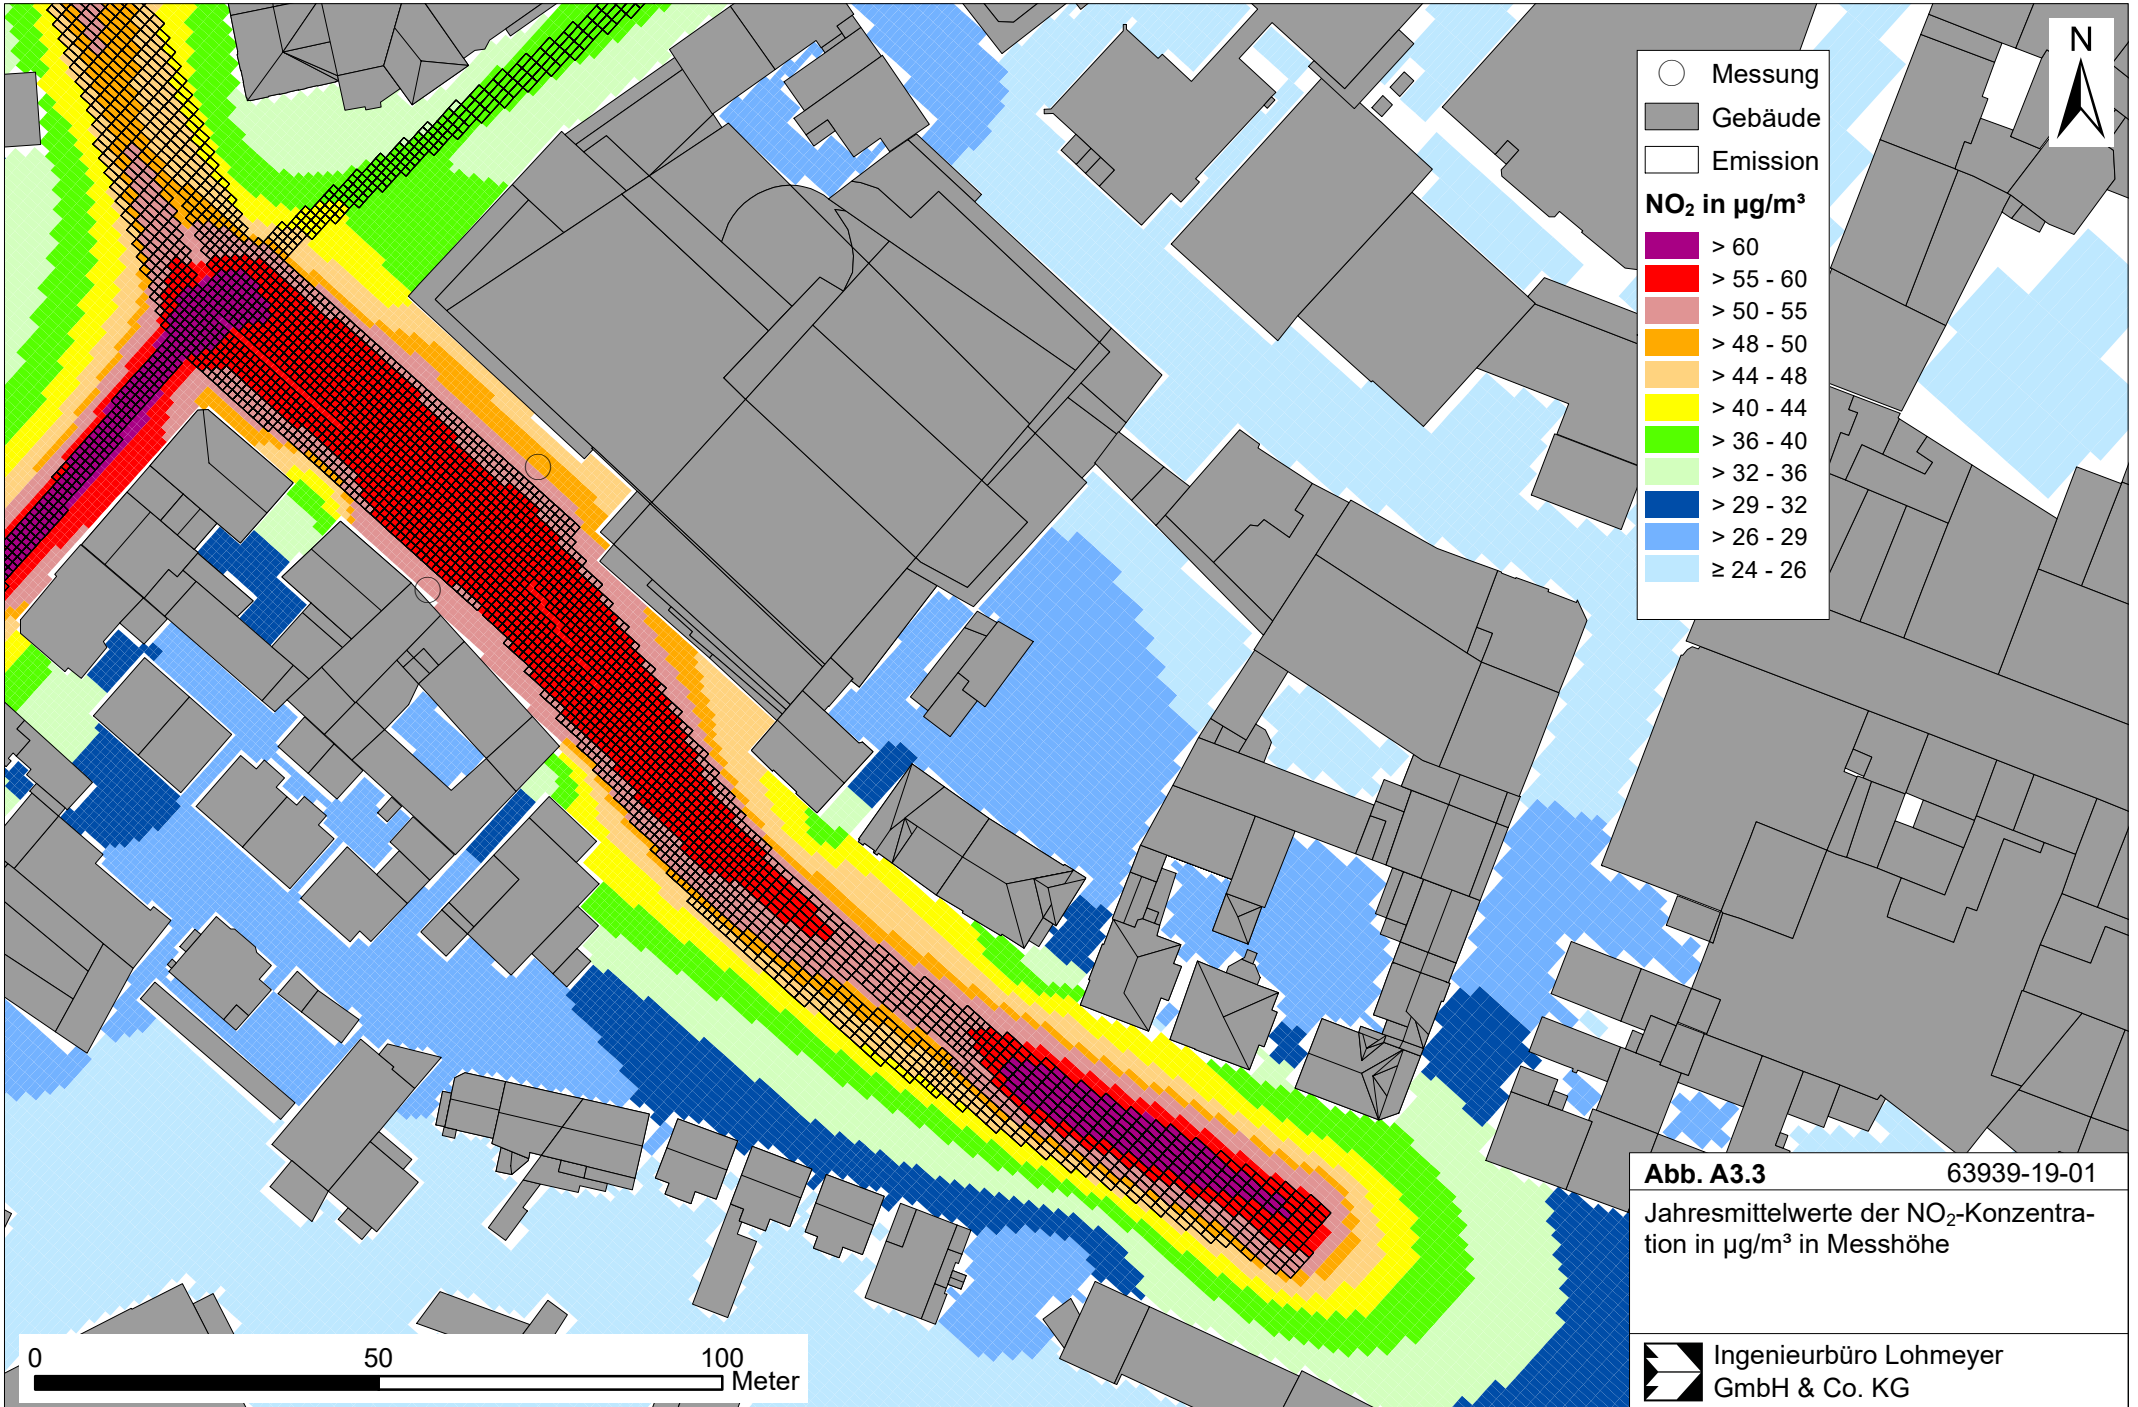 N
Messung
Gebäude
Emission
NO₂ in µg/m³
> 60
> 55 - 60
> 50 - 55
> 48 - 50
> 44 - 48
> 40 - 44
> 36 - 40
> 32 - 36
> 29 - 32
> 26 - 29
≥ 24 - 26
Abb. A3.3 63939-19-01
Jahresmittelwerte der NO₂-Konzentra-
tion in µg/m³ in Messhöhe
0 50 100
Meter
Ingenieurbüro Lohmeyer
GmbH & Co. KG